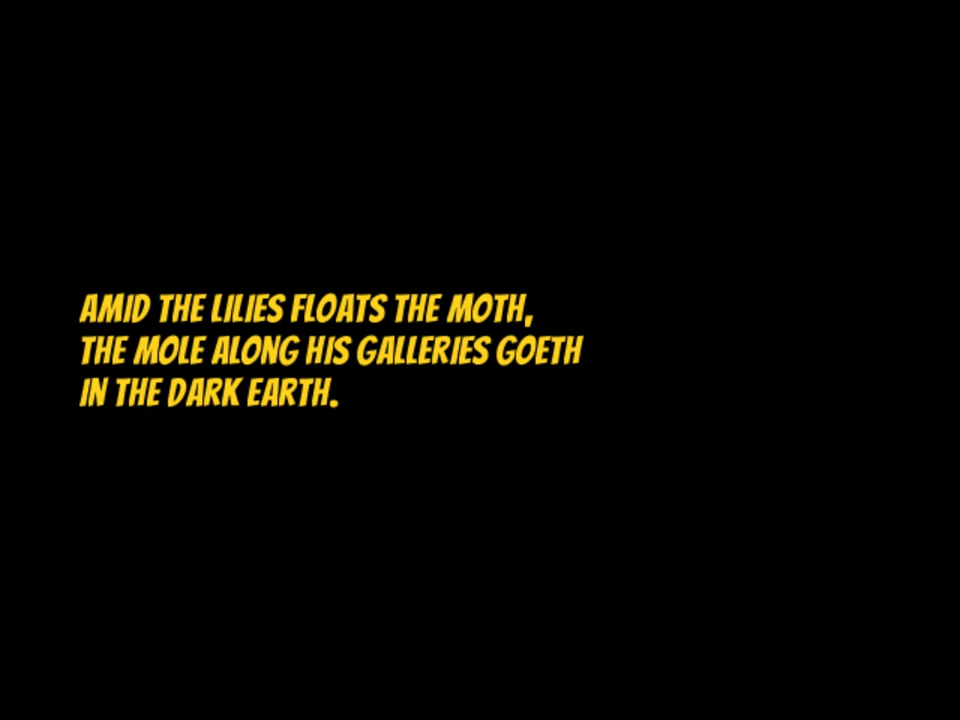 AMID THE LILIES FLOATS THE MOTH,
THE MOLE ALONG HIS GALLERIES GOETH
IN THE DARK EARTH.